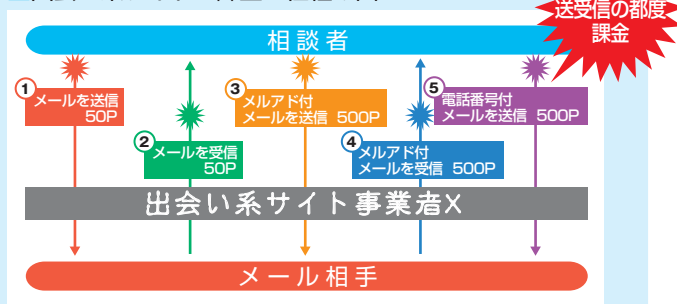 送受信の都度
課金
相談者
① メールを送信
50P
② メールを受信
50P
③ メルアド付
メールを送信 500P
④ メルアド付
メールを受信 500P
⑤ 電話番号付
メールを送信 500P
出会い系サイト事業者X
メール相手